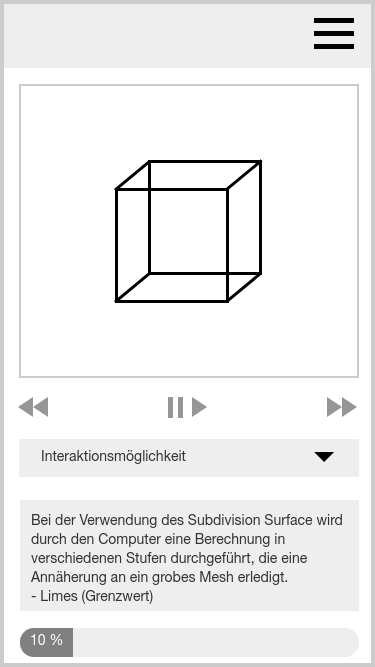 Interaktionsmöglichkeit
Bei der Verwendung des Subdivision Surface wird
durch den Computer eine Berechnung in
verschiedenen Stufen durchgeführt, die eine
Annäherung an ein grobes Mesh erledigt.
- Limes (Grenzwert)
10 %